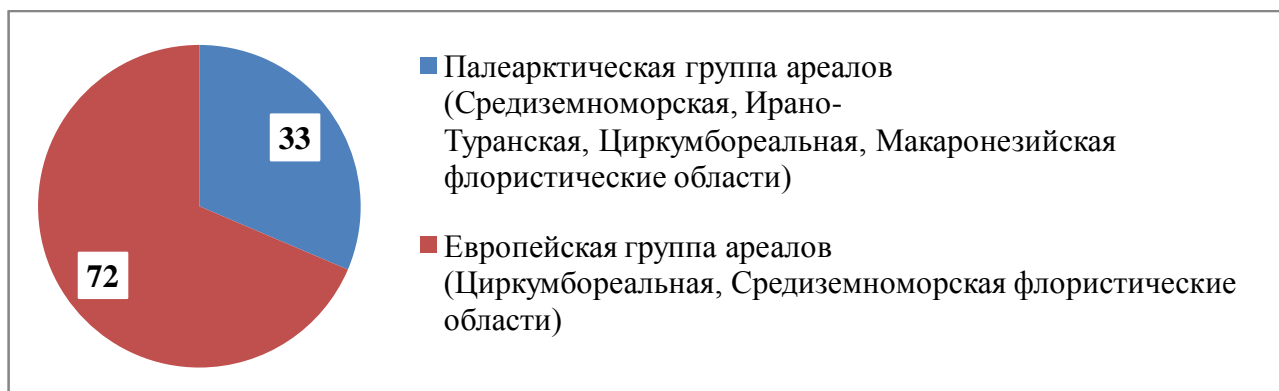 33
72
Палеарктическая группа ареалов
(Средиземноморская, Ирано-
Туранская, Циркумбореальная, Макаронезийская
флористические области)
Европейская группа ареалов
(Циркумбореальная, Средиземноморская флористические
области)